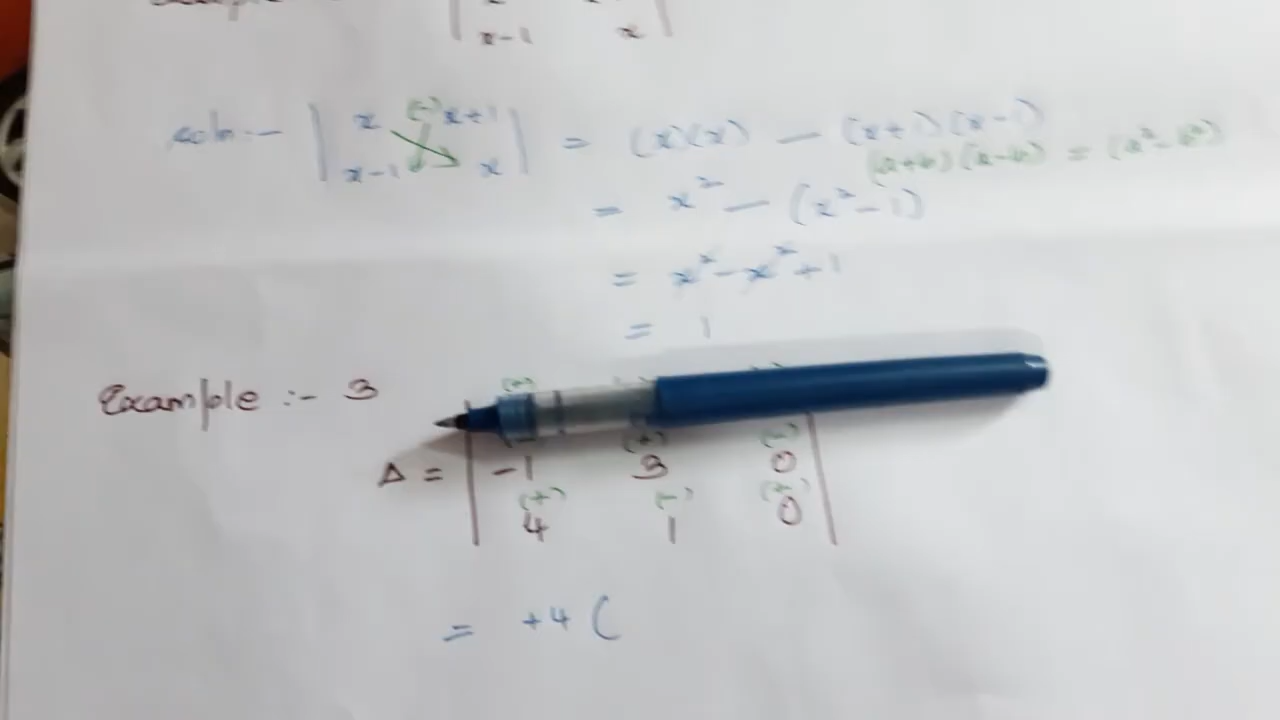 x-1 x
soln:- | x (-) x+1 | = (x)(x) - (x+1)(x-1)
| x-1 x | (a+b)(a-b) = (a²-b²)
= x² - (x²-1)
= x² - x² + 1
= 1
Example :- 3
(+)
(+) (-)
Δ = | -1 3 0 |
(+) (-) (+)
4 1 0
= +4 (